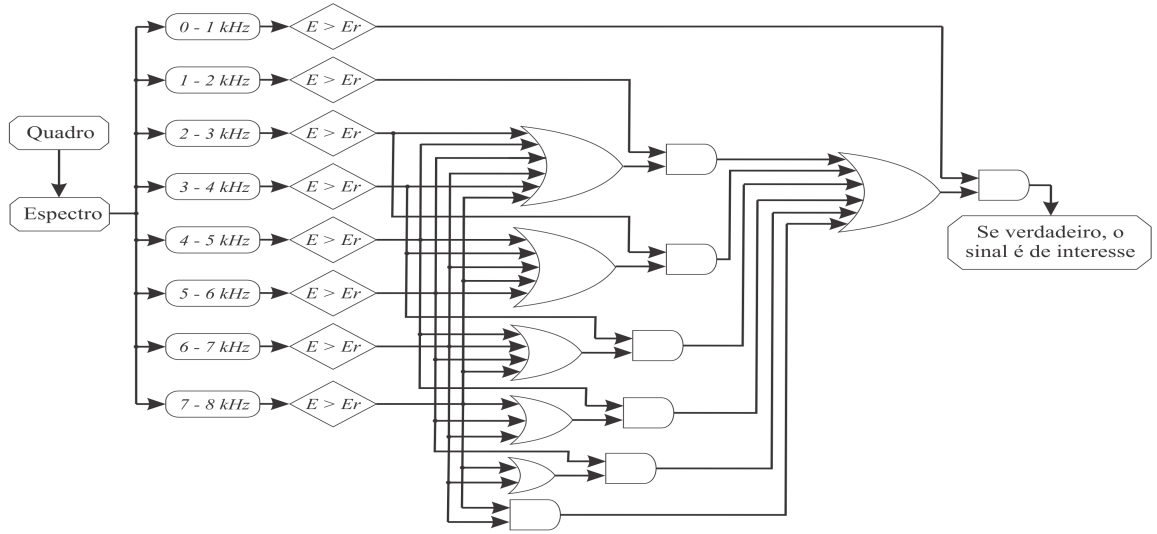 0 - 1 kHz
E > Er
1 - 2 kHz
E > Er
Quadro
2 - 3 kHz
E > Er
3 - 4 kHz
E > Er
Espectro
4 - 5 kHz
E > Er
Se verdadeiro, o
sinal é de interesse
5 - 6 kHz
E > Er
6 - 7 kHz
E > Er
7 - 8 kHz
E > Er